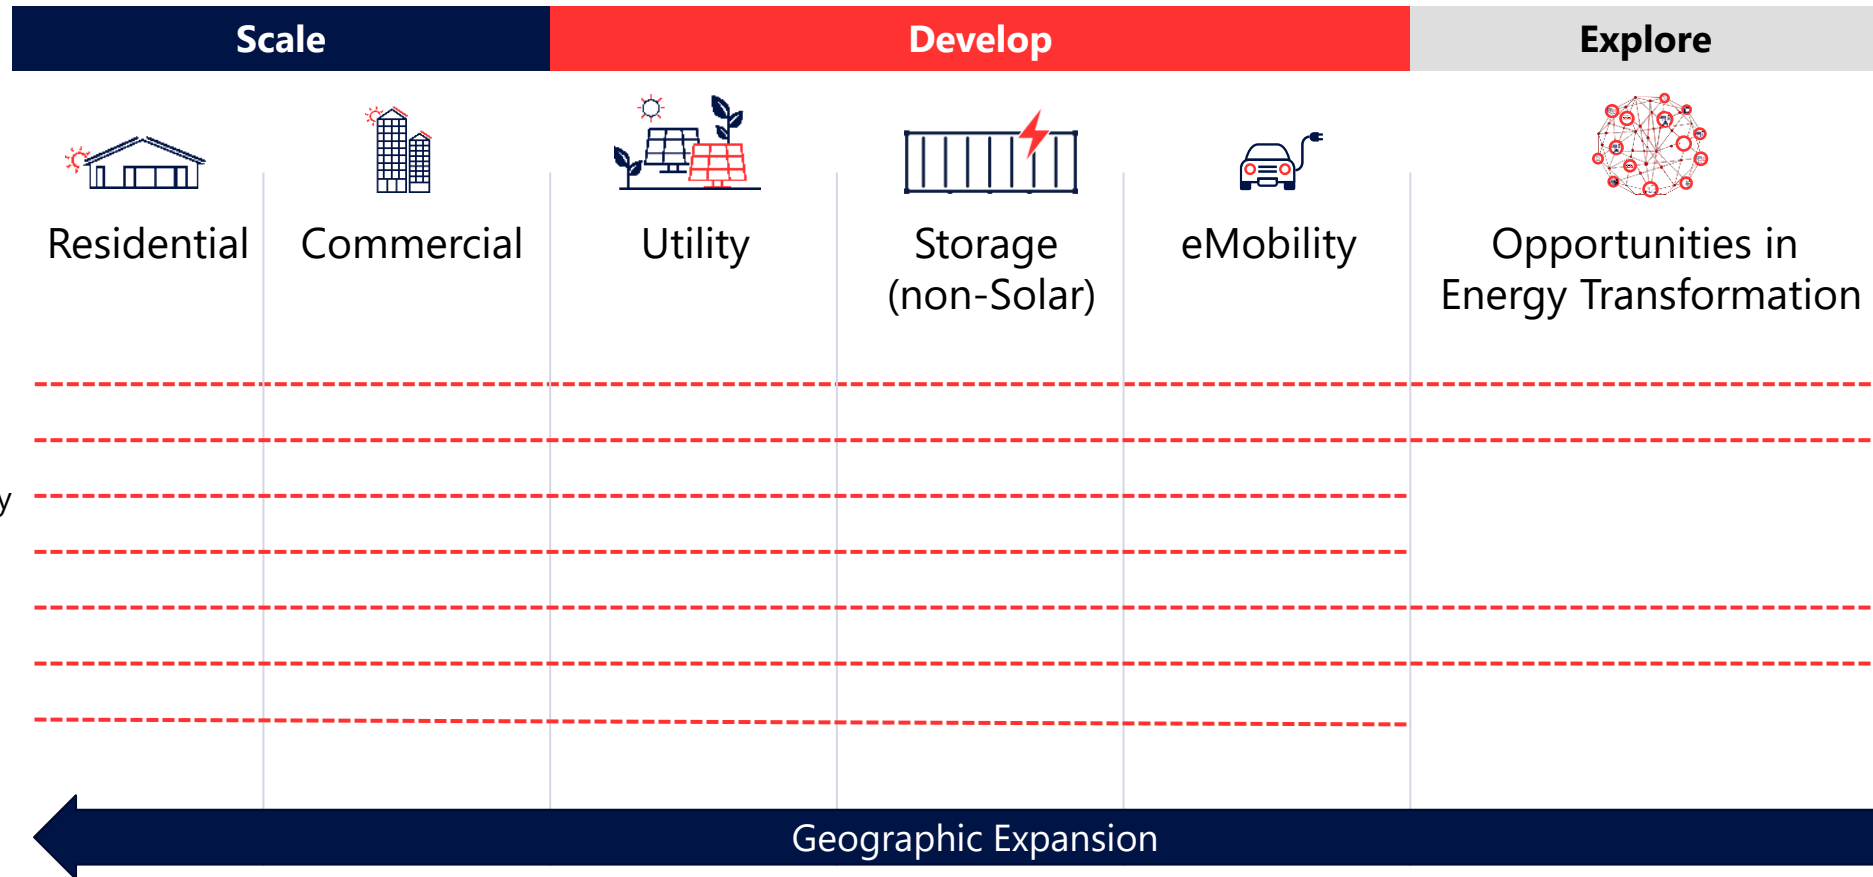 Scale
Develop
Explore
Residential
Commercial
Utility
Storage
(non-Solar)
eMobility
Opportunities in
Energy Transformation
y
Geographic Expansion